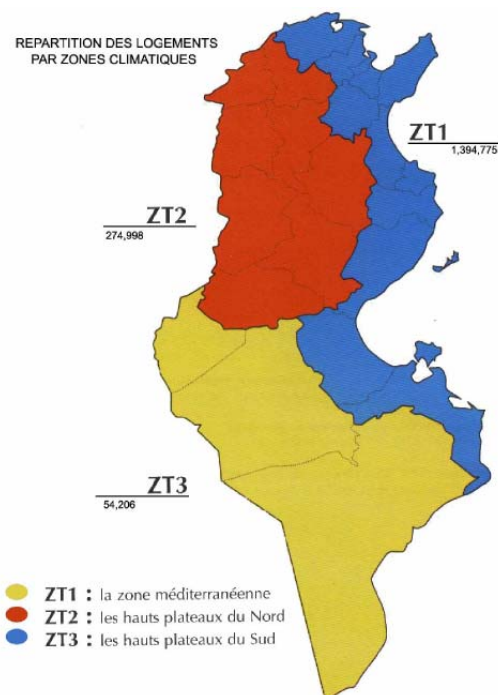 REPARTITION DES LOGEMENTS
PAR ZONES CLIMATIQUES
ZT1
1,394,775
ZT2
274,998
ZT3
54,206
ZT1 : la zone méditerranéenne
ZT2 : les hauts plateaux du Nord
ZT3 : les hauts plateaux du Sud